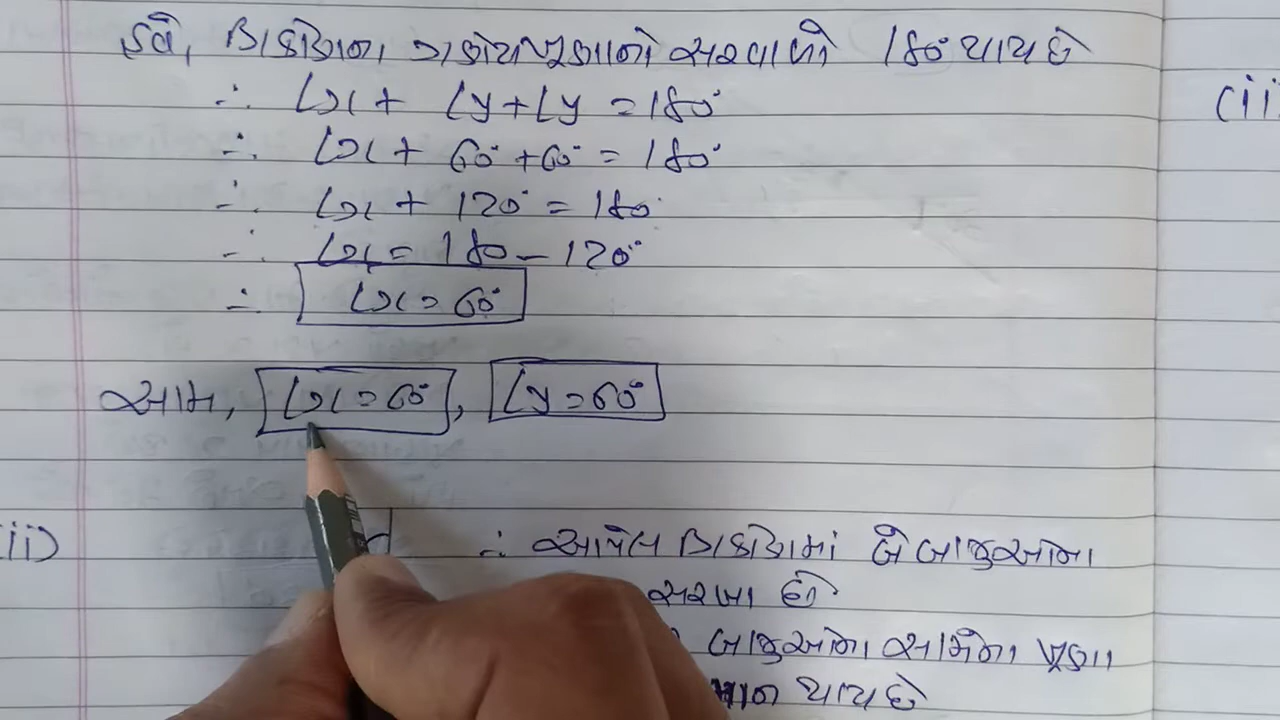 હવે, ત્રિકોણના ત્રણેય ખૂણાનો સરવાળો 180 થાય છે
∴ ∠x + ∠y + ∠y = 180°
∴ ∠x + 60° + 60° = 180°
∴ ∠x + 120° = 180
∴ ∠x = 180 - 120°
∴ ∠x = 60°
આમ, ∠x = 60°, ∠y = 60°
ii) ∴ આપેલ ત્રિકોણમાં બે બાજુઓના
સરખા છે
બાજુઓના સામેના ખૂણા
થાય છે
(ii